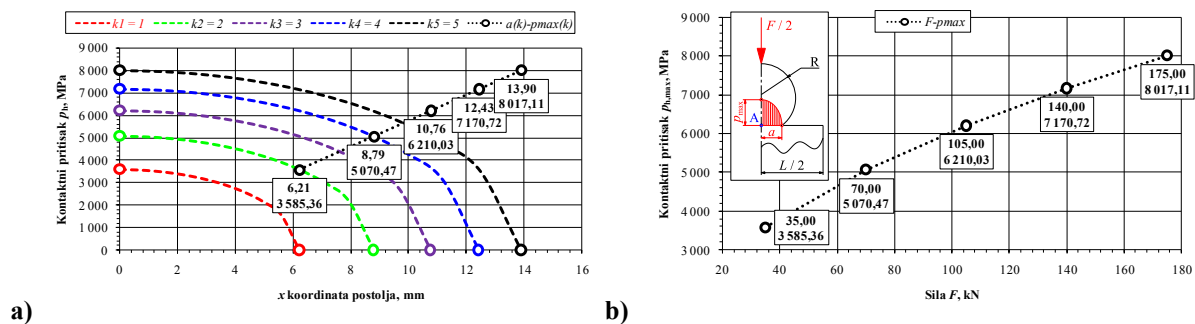 k1 = 1 k2 = 2 k3 = 3 k4 = 4 k5 = 5 a(k)-pmax(k)
Kontakni pritisak ph, MPa
9 000
8 000
7 000
6 000
5 000
4 000
3 000
2 000
1 000
0
13,90
8 017,11
12,43
7 170,72
10,76
6 210,03
8,79
5 070,47
6,21
3 585,36
0 2 4 6 8 10 12 14 16
x koordinata postolja, mm
a)
F-pmax
Kontaktni pritisak ph,max, MPa
9 000
8 000
7 000
6 000
5 000
4 000
3 000
F / 2
R
pmax
A
a
L / 2
175,00
8 017,11
140,00
7 170,72
105,00
6 210,03
70,00
5 070,47
35,00
3 585,36
20 40 60 80 100 120 140 160 180
Sila F, kN
b)